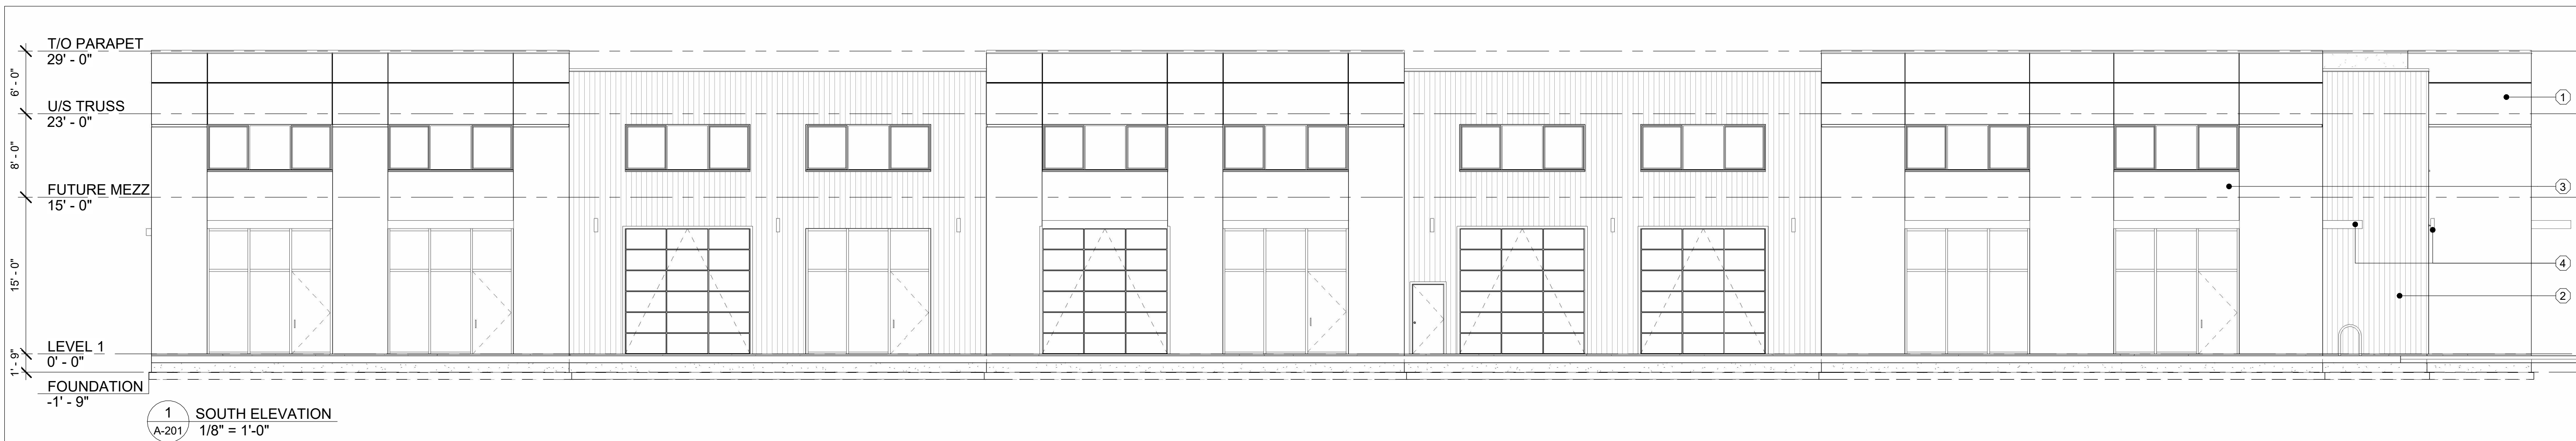 T/O PARAPET
29' - 0"
6' - 0"
U/S TRUSS
23' - 0"
8' - 0"
FUTURE MEZZ
15' - 0"
15' - 0"
LEVEL 1
0' - 0"
1' - 9"
FOUNDATION
-1' - 9"
1
3
4
2
1
A-201
SOUTH ELEVATION
1/8" = 1'-0"